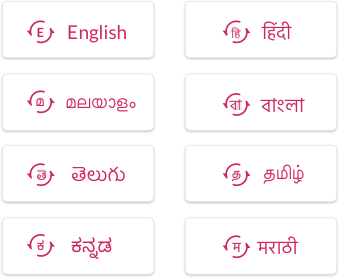 E English
हि हिंदी
മ മലയാളം
বাং বাংলা
తె తెలుగు
த தமிழ்
ಕ ಕನ್ನಡ
म मराठी